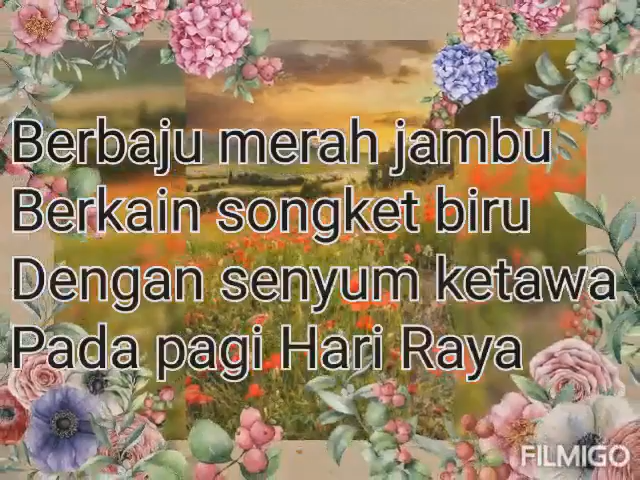 Berbaju merah jambu
Berkain songket biru
Dengan senyum ketawa
Pada pagi Hari Raya
FILMIGO